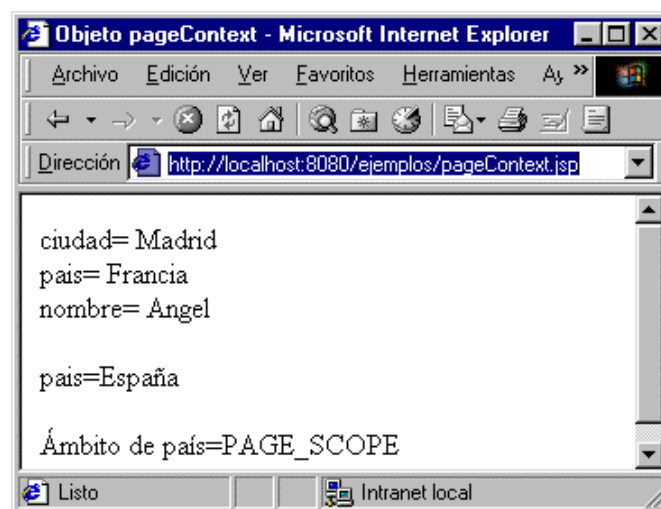 Objeto pageContext - Microsoft Internet Explorer
Archivo Edición Ver Favoritos Herramientas Ay »
Dirección http://localhost:8080/ejemplos/pageContext.jsp
ciudad= Madrid
pais= Francia
nombre= Angel
pais=España
Ámbito de país=PAGE_SCOPE
Listo Intranet local